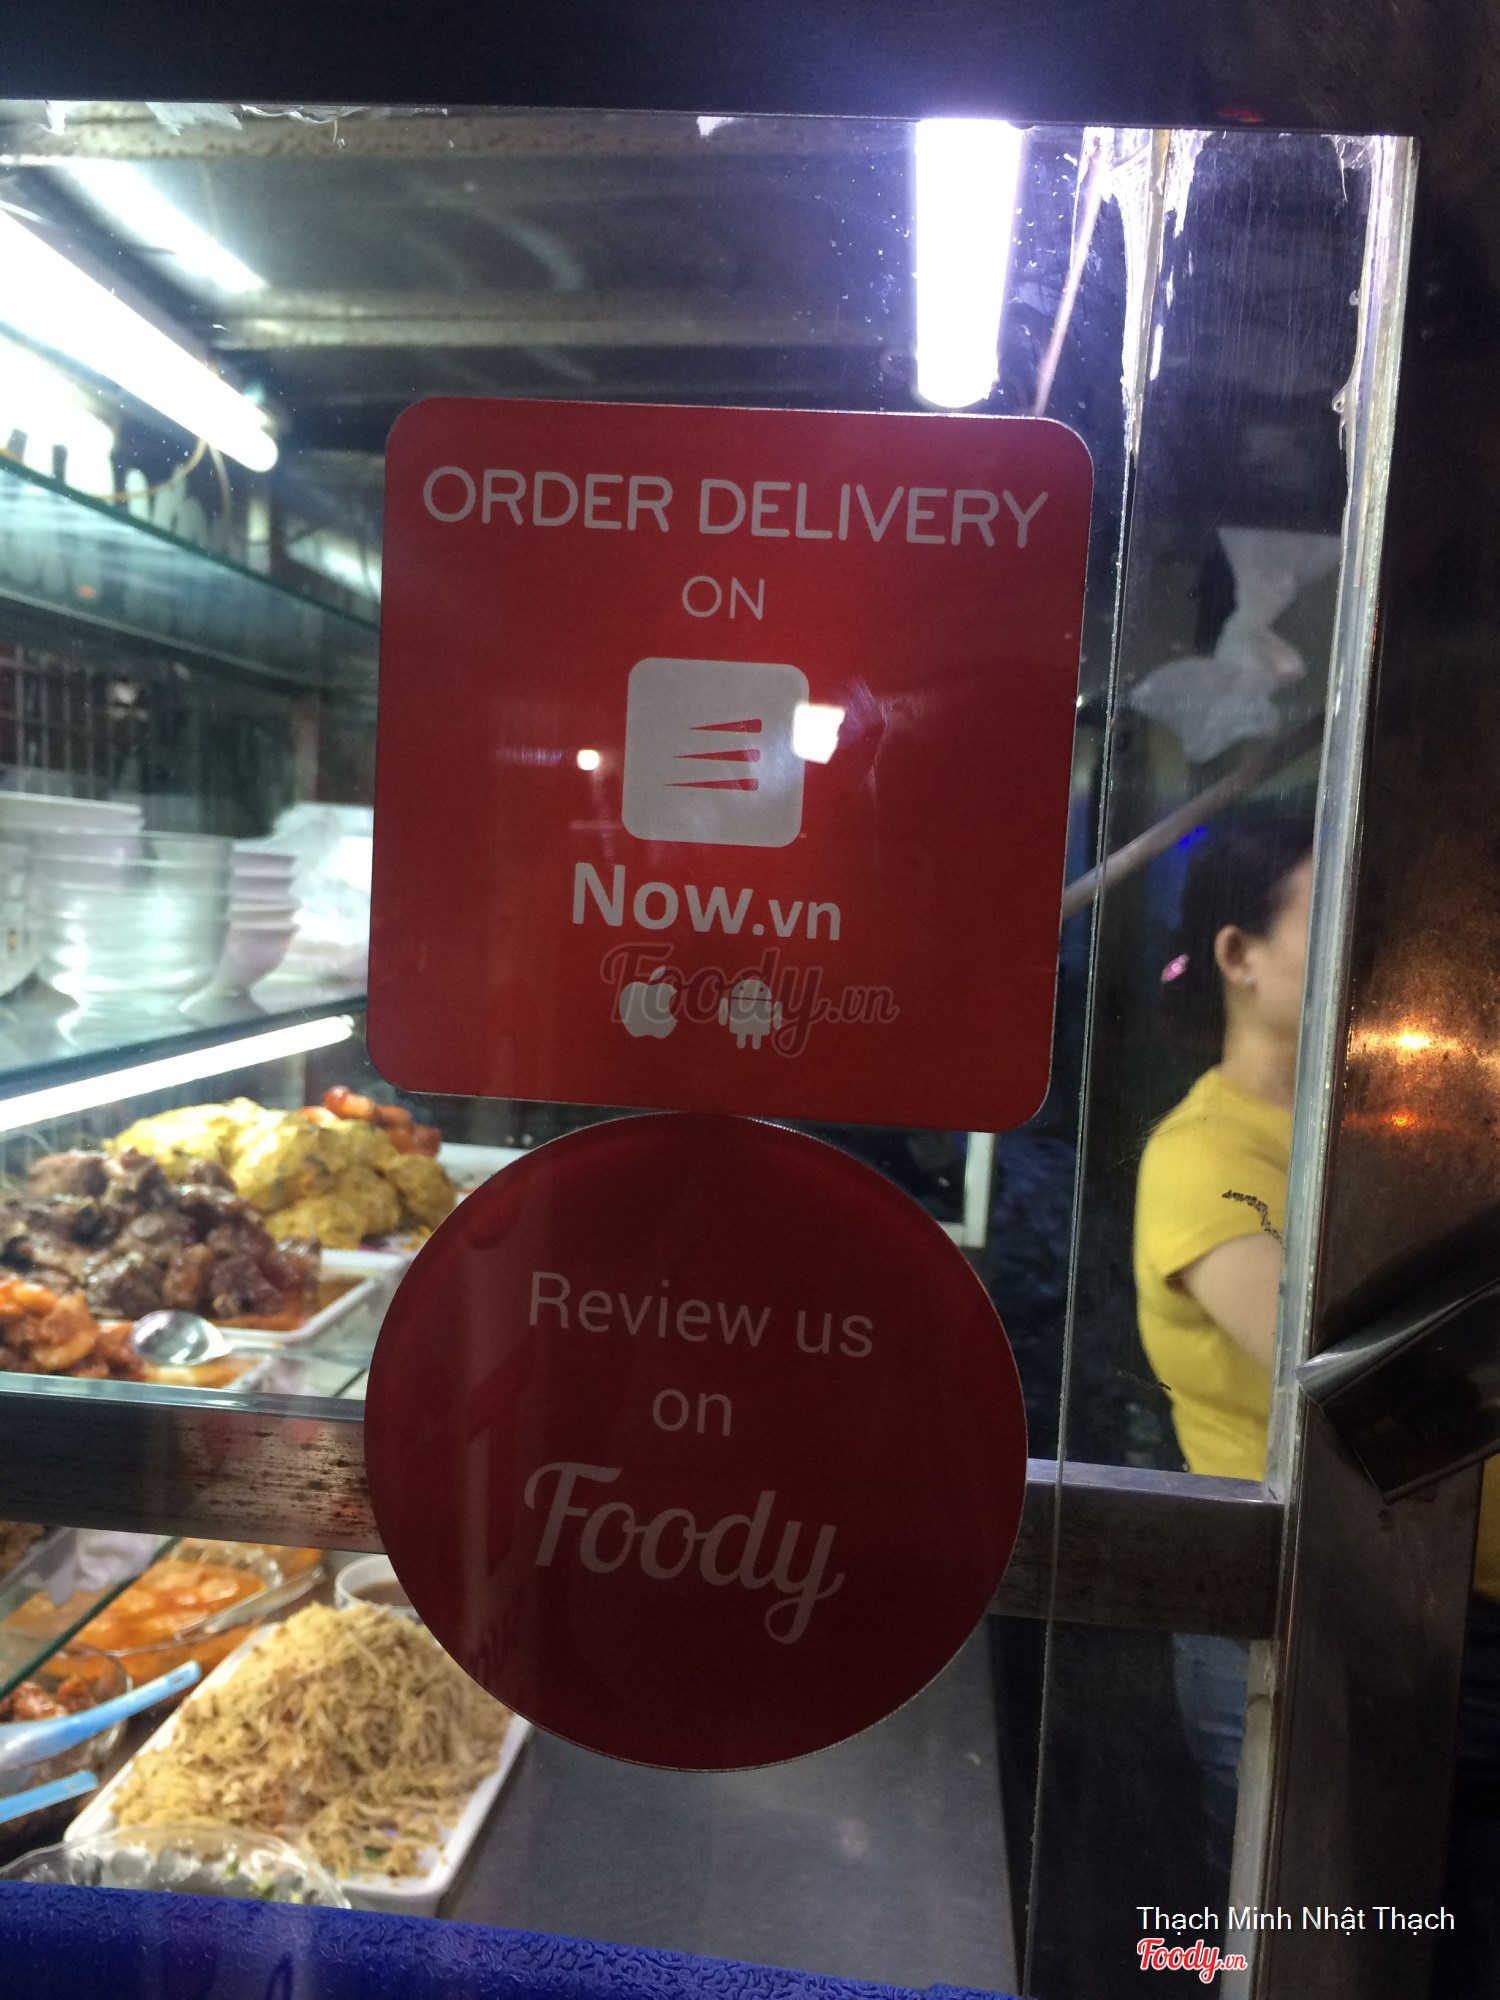 ORDER DELIVERY
ON
Now.vn
Foody.vn
Review us
on
Foody
Thạch Minh Nhật Thạch
Foody.vn